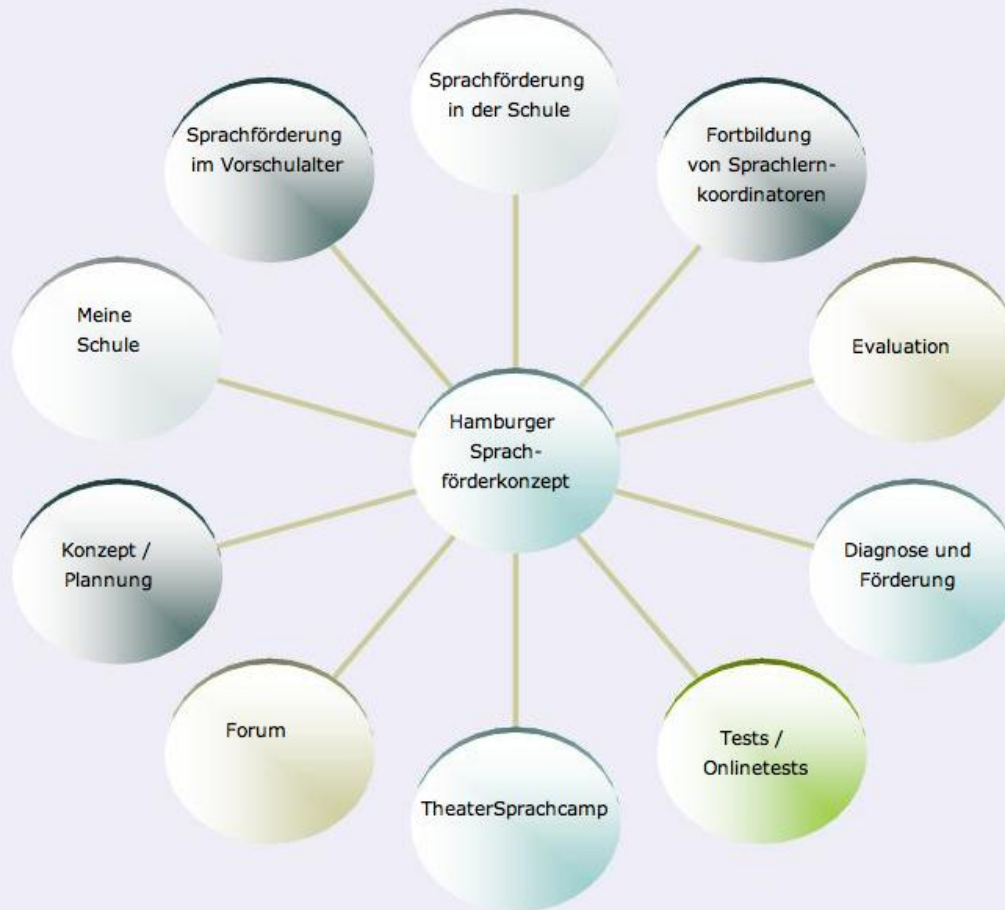 Sprachförderung
in der Schule
Sprachförderung
im Vorschulalter
Fortbildung
von Sprachlern-
koordinatoren
Meine
Schule
Evaluation
Hamburger
Sprach-
förderkonzept
Konzept /
Plannung
Diagnose und
Förderung
Forum
Tests /
Onlinetests
TheaterSprachcamp